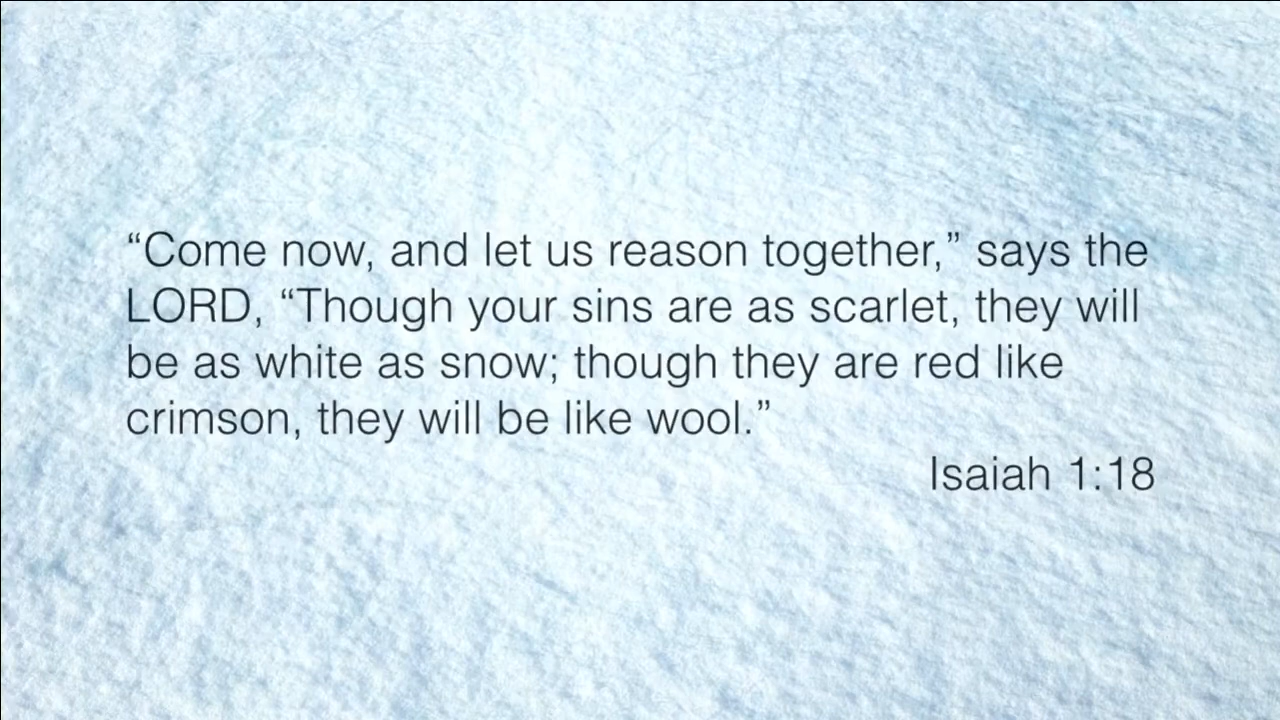 “Come now, and let us reason together,” says the
LORD, “Though your sins are as scarlet, they will
be as white as snow; though they are red like
crimson, they will be like wool.”
Isaiah 1:18